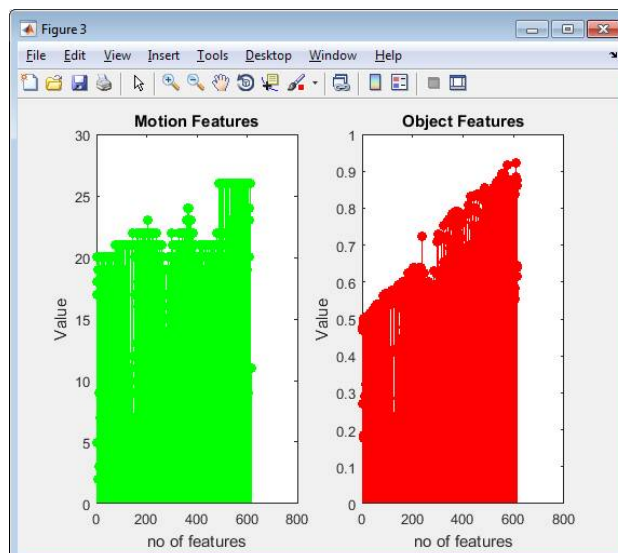 Figure 3
File Edit View Insert Tools Desktop Window Help
Motion Features
30
25
20
15
10
5
0
Value
0 200 400 600 800
no of features
Object Features
1
0.9
0.8
0.7
0.6
0.5
0.4
0.3
0.2
0.1
0
Value
0 200 400 600 800
no of features